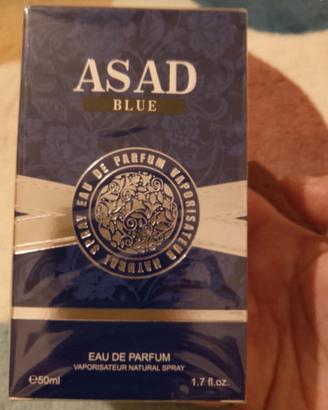 ASAD
BLUE
EAU DE PARFUM VAPORISATEUR NATURAL SPRAY
EAU DE PARFUM
VAPORISATEUR NATURAL SPRAY
℮50ml
1.7 fl.oz.